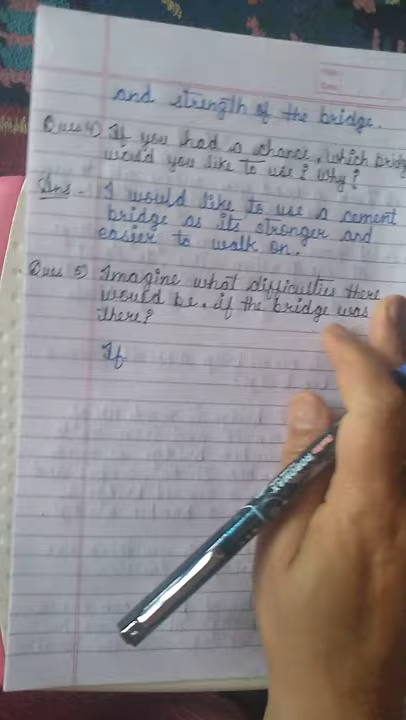 and strength of the bridge.
Ques 4) If you had a chance, which bridg
would you like to use? Why?
Ans. I would like to use a cement
bridge as its stronger and
easier to walk on.
Ques 5) Imagine what difficulties there
would be, if the bridge was
there?
If